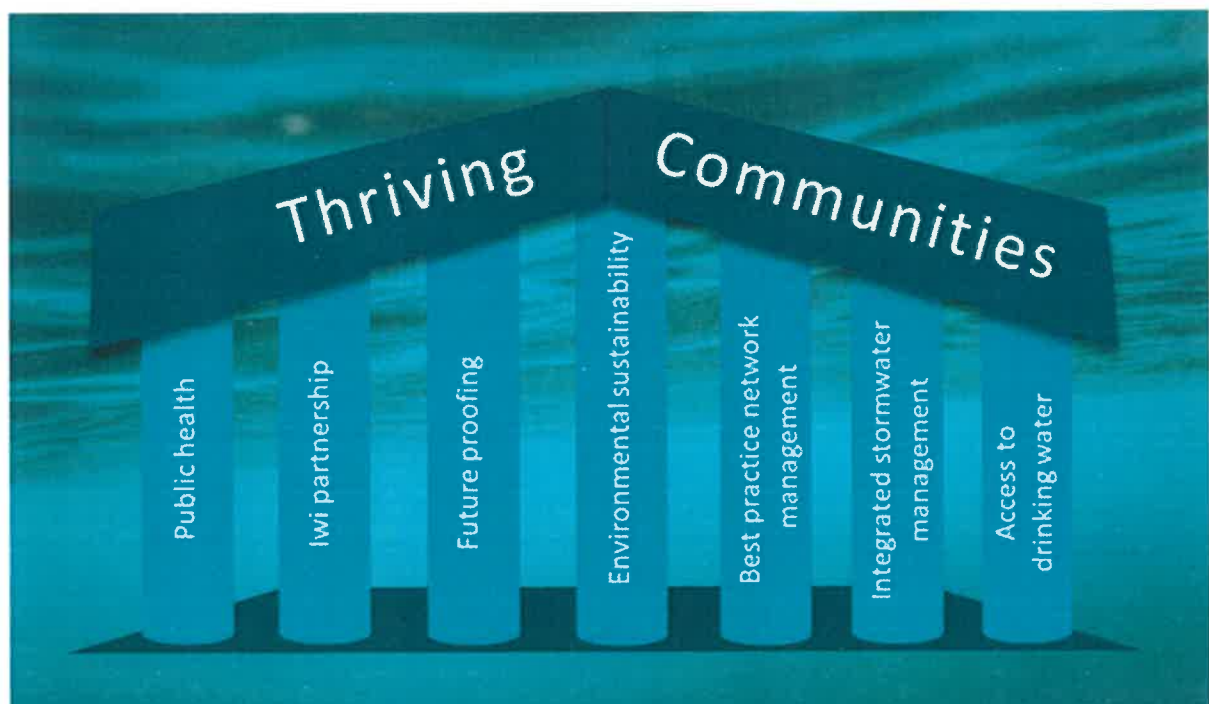 Thriving Communities
Public health
Iwi partnership
Future proofing
Environmental sustainability
Best practice network
management
Integrated stormwater
management
Access to
drinking water